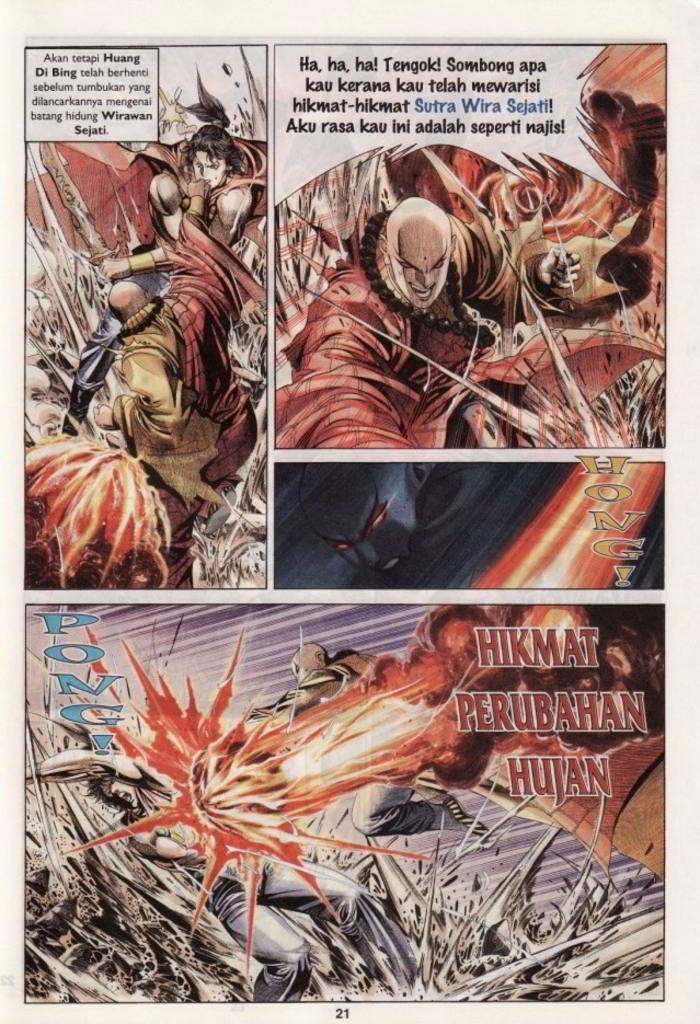 Akan tetapi Huang
Di Bing telah berhenti
sebelum tumbukan yang
dilancarkannya mengenai
batang hidung Wirawan
Sejati.
Ha, ha, ha! Tengok! Sombong apa
kau kerana kau telah mewarisi
hikmat-hikmat Sutra Wira Sejati!
Aku rasa kau ini adalah seperti najis!
HONG!
PONG!
HIKMAT
PERUBAHAN
HUJAN
21